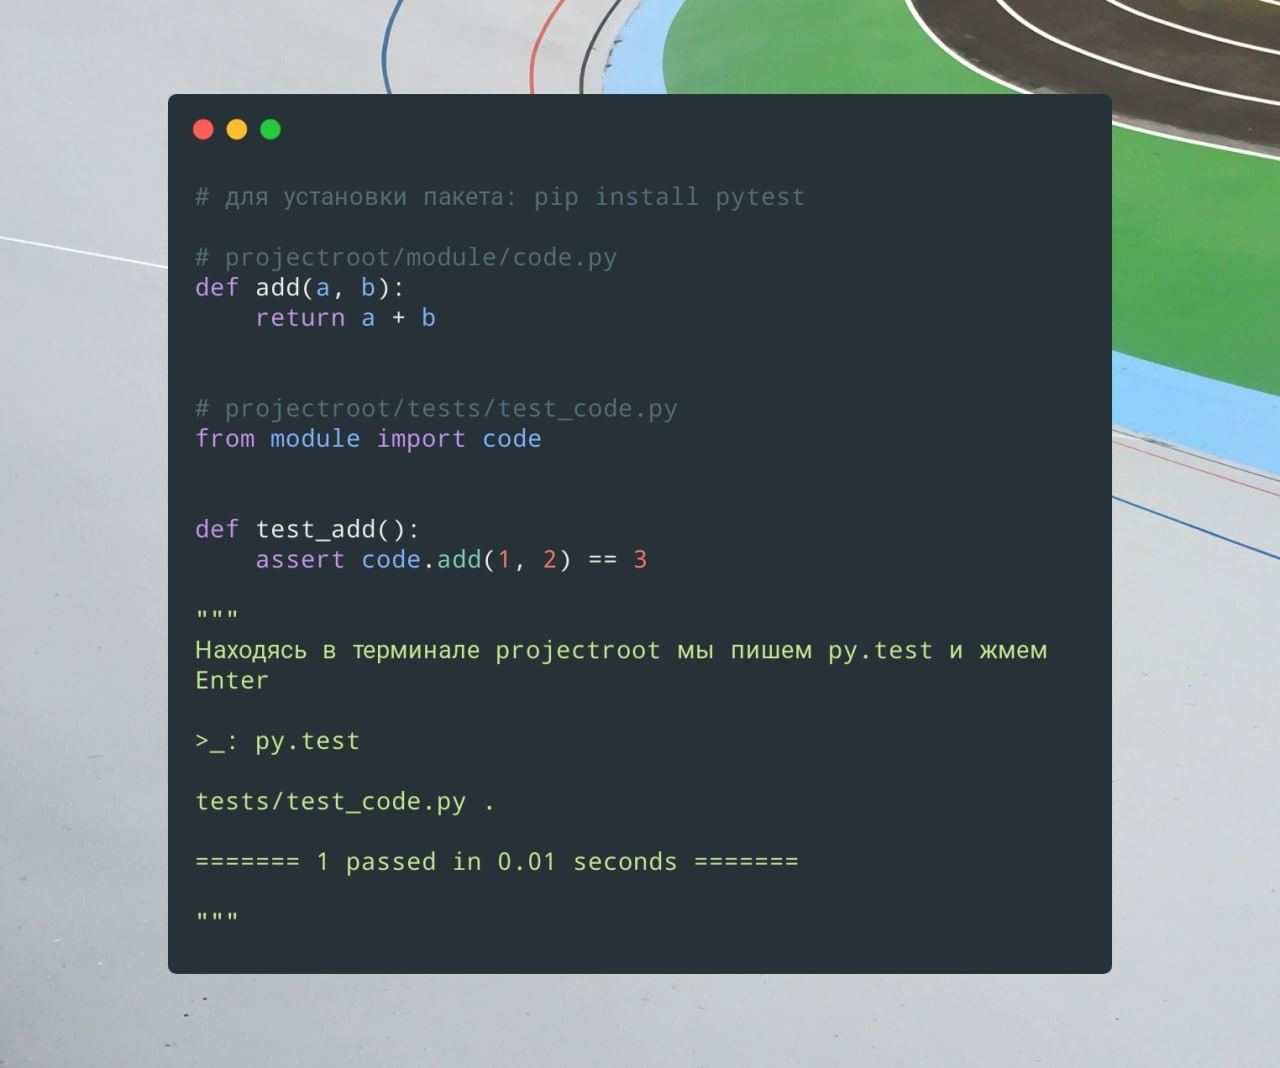 # для установки пакета: pip install pytest
# projectroot/module/code.py
def add(a, b):
    return a + b
# projectroot/tests/test_code.py
from module import code
def test_add():
    assert code.add(1, 2) == 3
"""
Находясь в терминале projectroot мы пишем py.test и жмем
Enter
>_: py.test
tests/test_code.py .
======= 1 passed in 0.01 seconds =======
"""